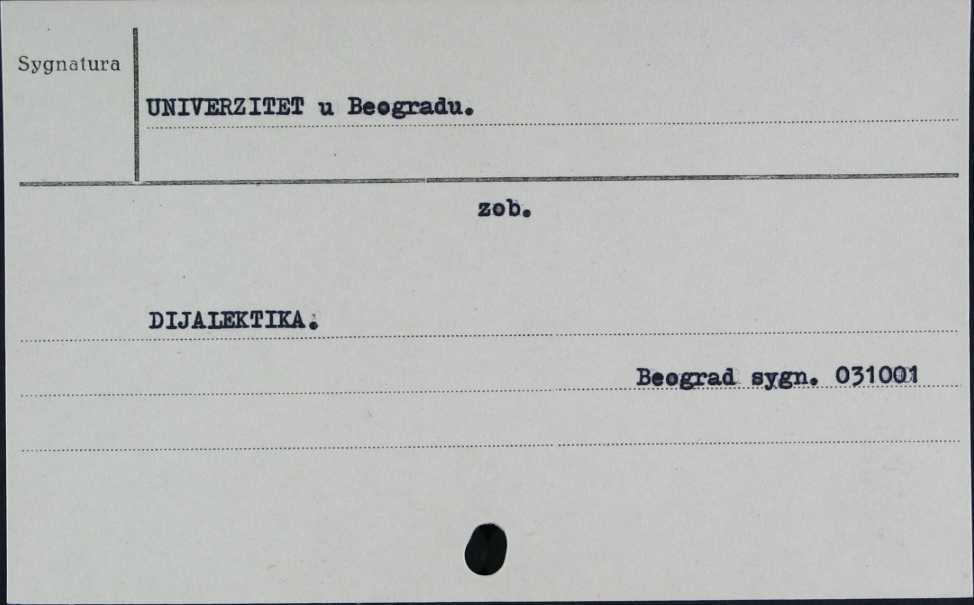 Sygnatura
UNIVERZITET u Beogradu.
zob.
DIJALEKTIKA.
Beograd sygn. 031001